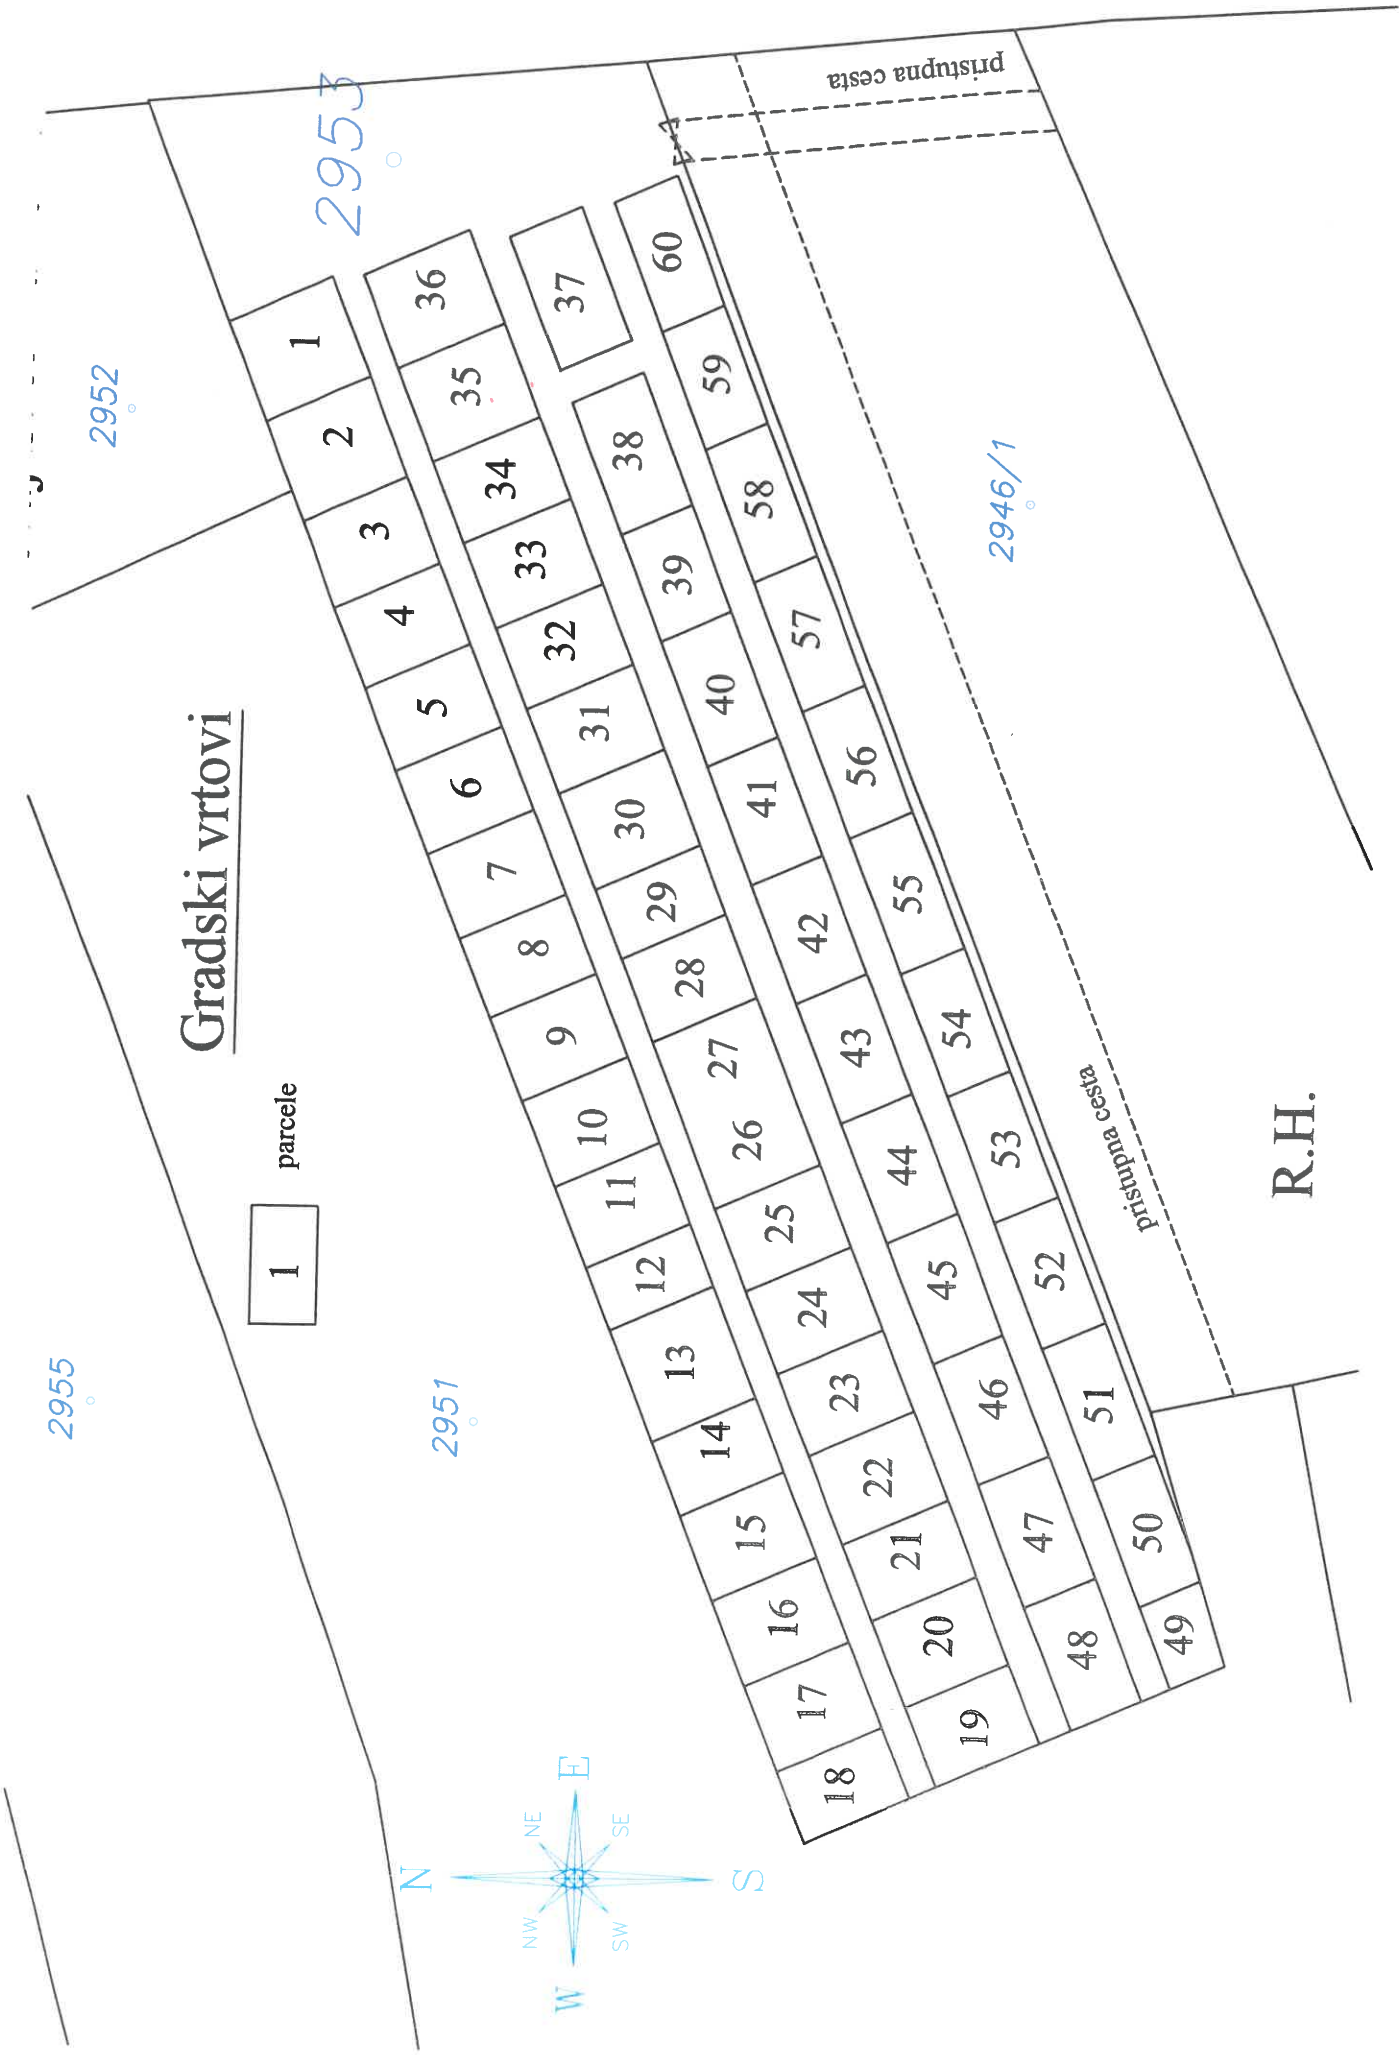 Gradski vrtovi
1 parcele
2955
2951
2952
2953
2946/1
R.H.
pristupna cesta
pristupna cesta
1 2 3 4 5 6 7 8 9 10 11 12 13 14 15 16 17 18
36 35 34 33 32 31 30 29 28 27 26 25 24 23 22 21 20 19
37 38 39 40 41 42 43 44 45 46 47 48
60 59 58 57 56 55 54 53 52 51 50 49
N
NW NE
W E
SW SE
S